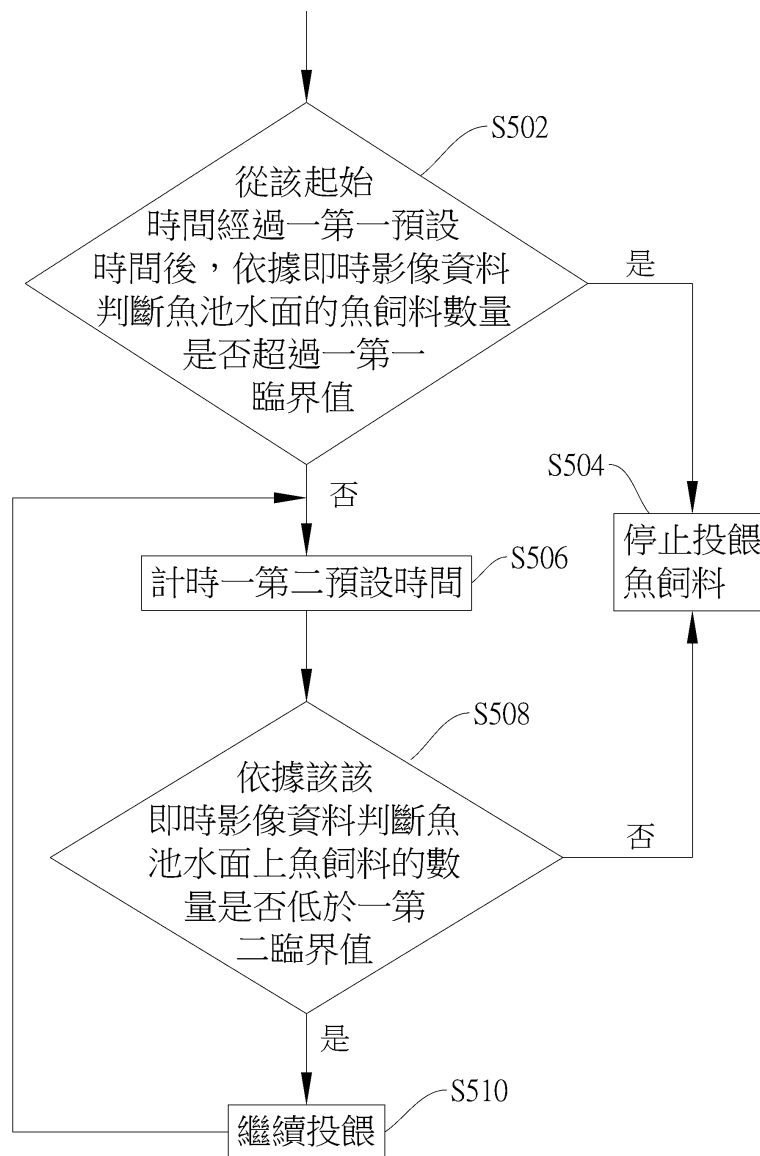 S502
從該起始
時間經過一第一預設
時間後，依據即時影像資料
判斷魚池水面的魚飼料數量
是否超過一第一
臨界值
是
否
S504
停止投餵
魚飼料
S506
計時一第二預設時間
S508
依據該該
即時影像資料判斷魚
池水面上魚飼料的數
量是否低於一第
二臨界值
否
是
S510
繼續投餵